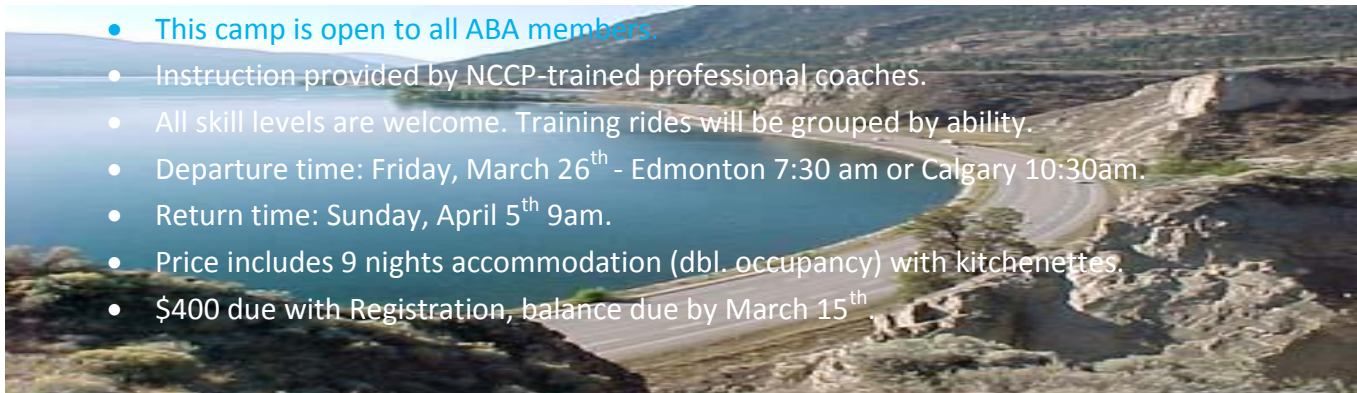 • This camp is open to all ABA members.
• Instruction provided by NCCP-trained professional coaches.
• All skill levels are welcome. Training rides will be grouped by ability.
• Departure time: Friday, March 26th - Edmonton 7:30 am or Calgary 10:30am.
• Return time: Sunday, April 5th 9am.
• Price includes 9 nights accommodation (dbl. occupancy) with kitchenettes.
• $400 due with Registration, balance due by March 15th.